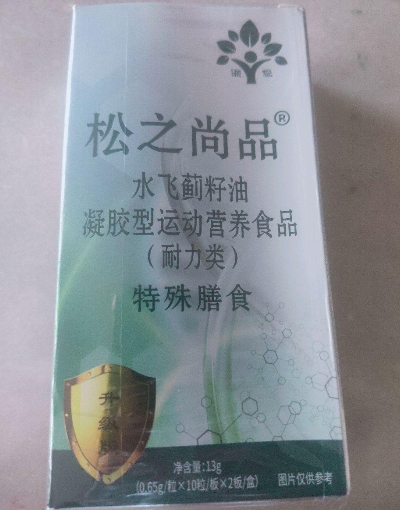 松之尚品®
水飞蓟籽油
凝胶型运动营养食品
（耐力类）
特殊膳食
升级版
净含量:13g
(0.65g/粒×10粒/板×2板/盒)
图片仅供参考